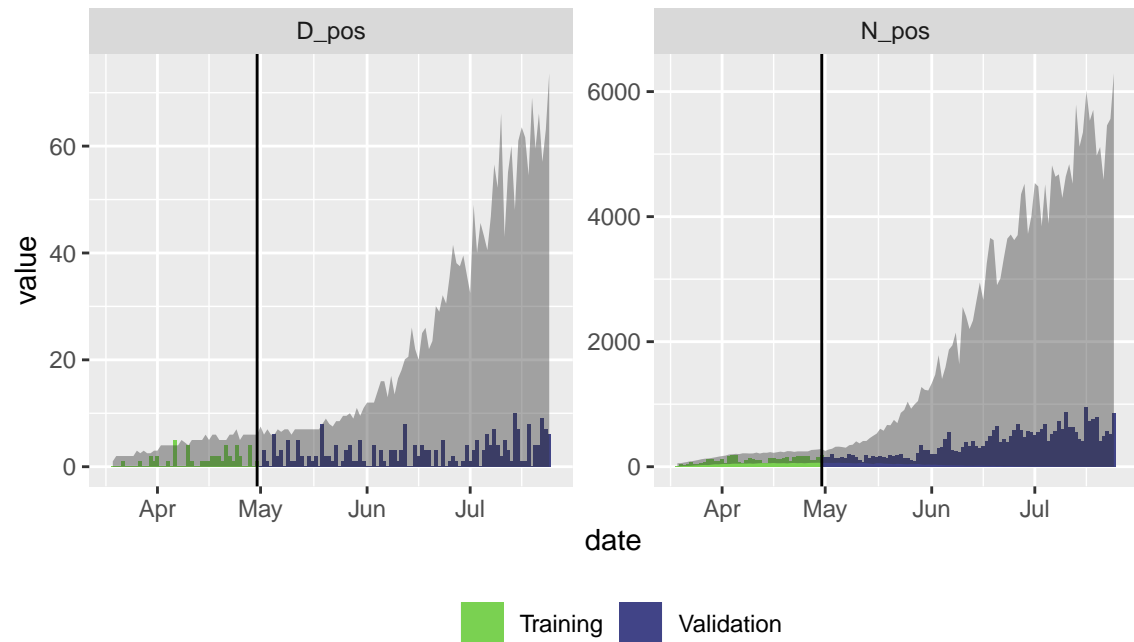 D_pos
N_pos
value
60
40
20
0
6000
4000
2000
0
Apr
May
Jun
Jul
Apr
May
Jun
Jul
date
Training
Validation